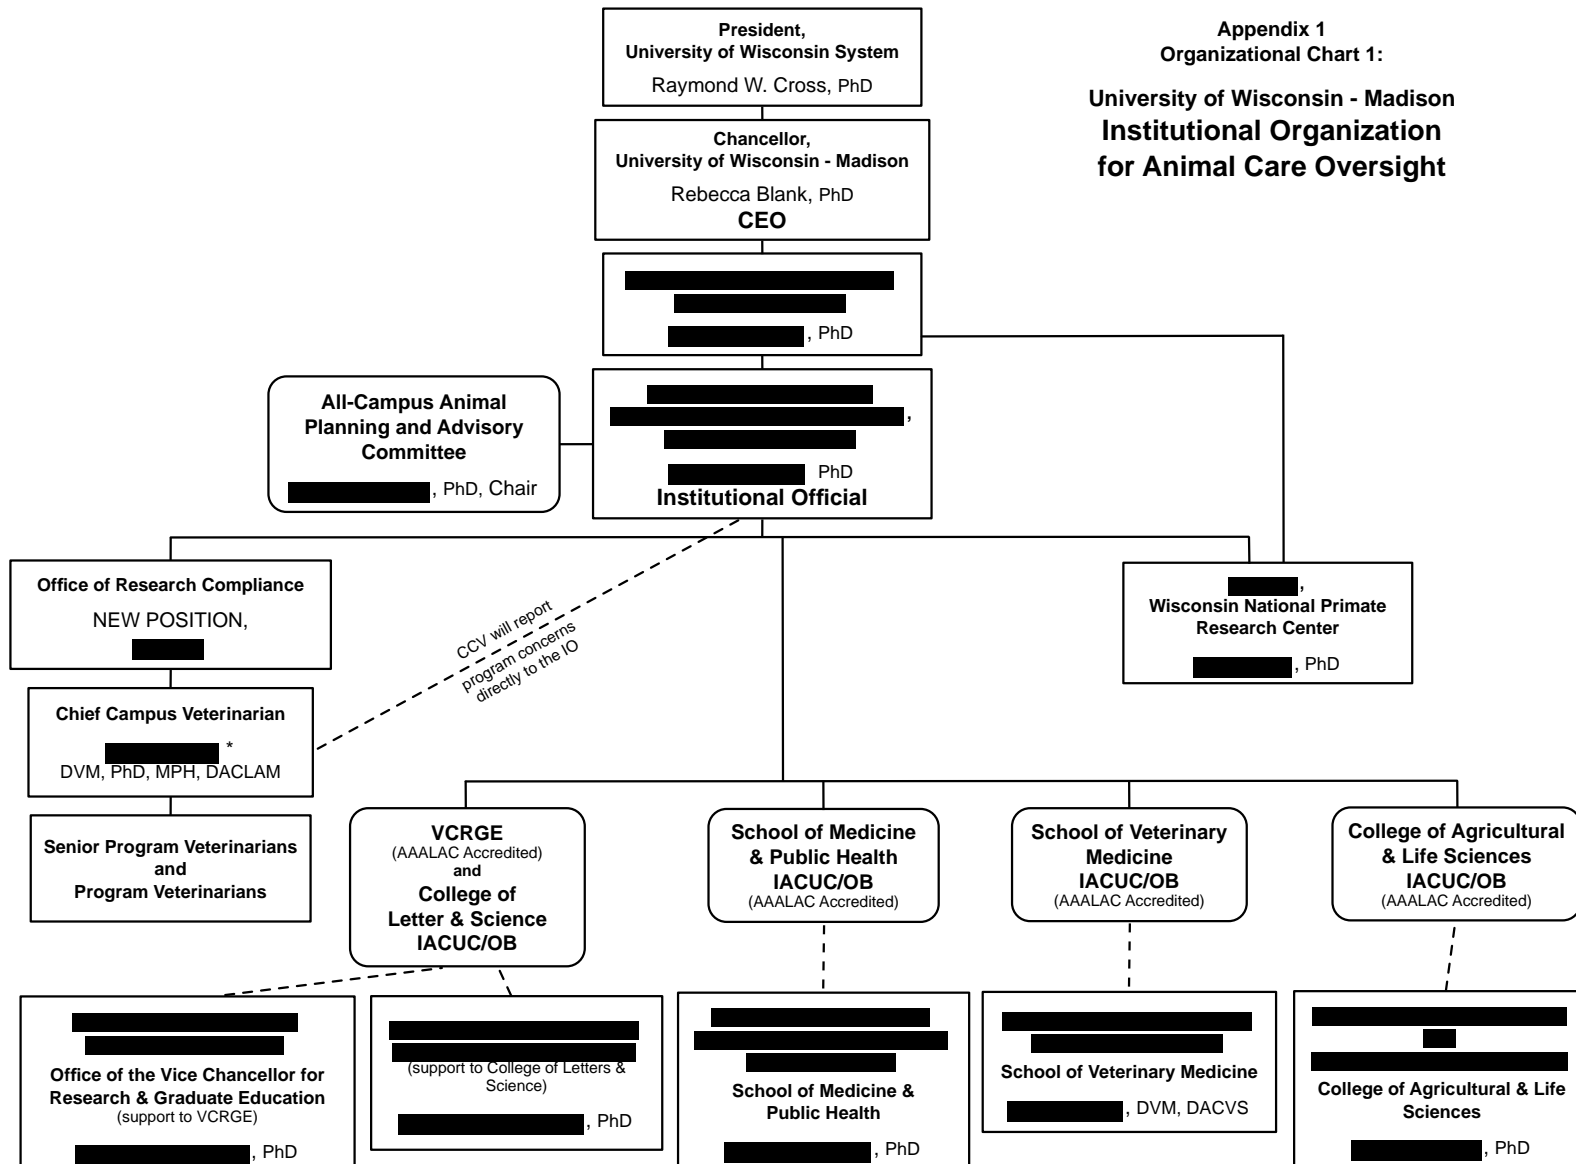 Appendix 1
Organizational Chart 1:
University of Wisconsin - Madison
Institutional Organization
for Animal Care Oversight
President,
University of Wisconsin System
Raymond W. Cross, PhD
Chancellor,
University of Wisconsin - Madison
Rebecca Blank, PhD
CEO
, PhD
All-Campus Animal
Planning and Advisory
Committee
, PhD, Chair
,
PhD
Institutional Official
Office of Research Compliance
NEW POSITION,
CCV will report
program concerns
directly to the IO
,
Wisconsin National Primate
Research Center
, PhD
Chief Campus Veterinarian
*
DVM, PhD, MPH, DACLAM
Senior Program Veterinarians
and
Program Veterinarians
VCRGE
(AAALAC Accredited)
and
College of
Letter & Science
IACUC/OB
School of Medicine
& Public Health
IACUC/OB
(AAALAC Accredited)
School of Veterinary
Medicine
IACUC/OB
(AAALAC Accredited)
College of Agricultural
& Life Sciences
IACUC/OB
(AAALAC Accredited)
Office of the Vice Chancellor for
Research & Graduate Education
(support to VCRGE)
, PhD
(support to College of Letters &
Science)
, PhD
School of Medicine &
Public Health
, PhD
School of Veterinary Medicine
, DVM, DACVS
College of Agricultural & Life
Sciences
, PhD